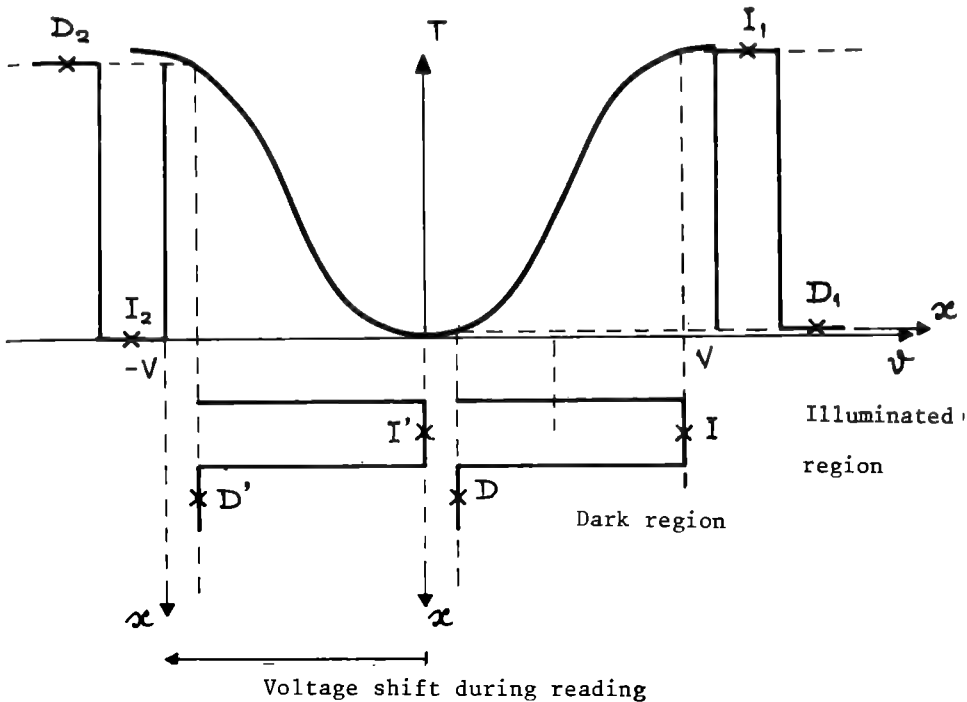 D₂
T
I₁
I₂
D₁
x
-V
V
v
I'
I
Illuminated
region
D'
D
Dark region
x
x
Voltage shift during reading